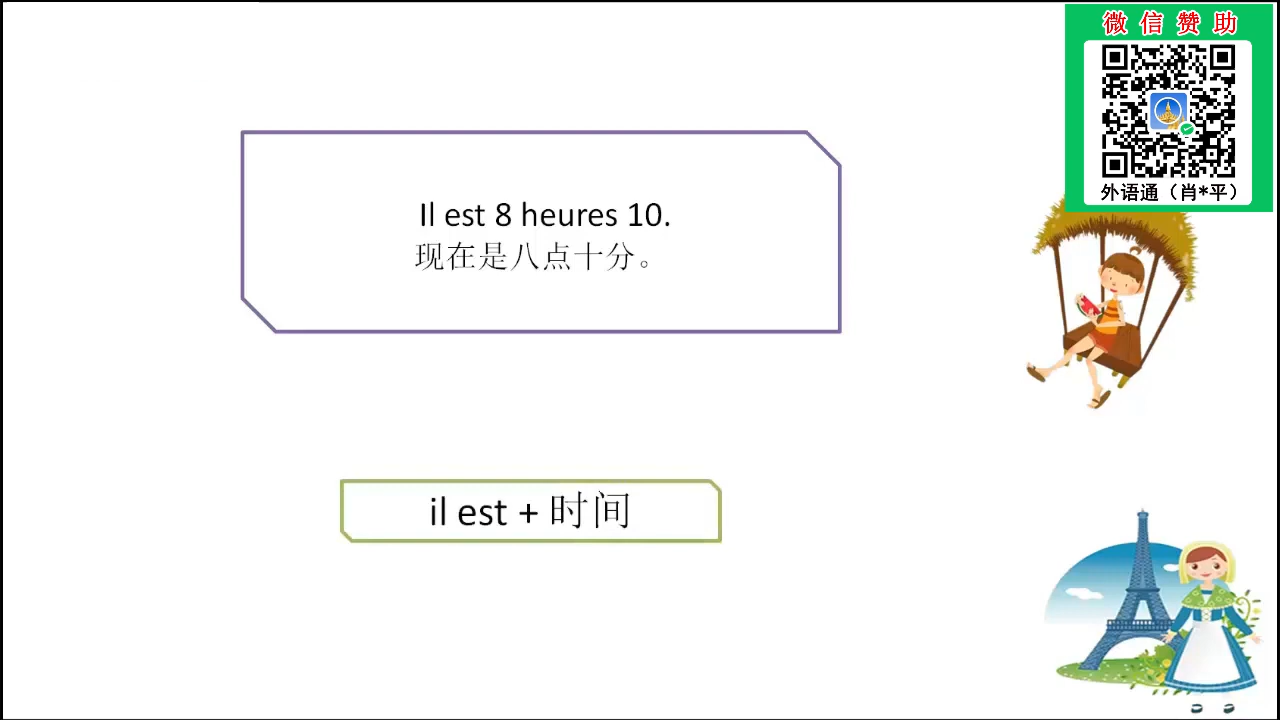 微信赞助
外语通（肖*平）
Il est 8 heures 10.
现在是八点十分。
il est + 时间